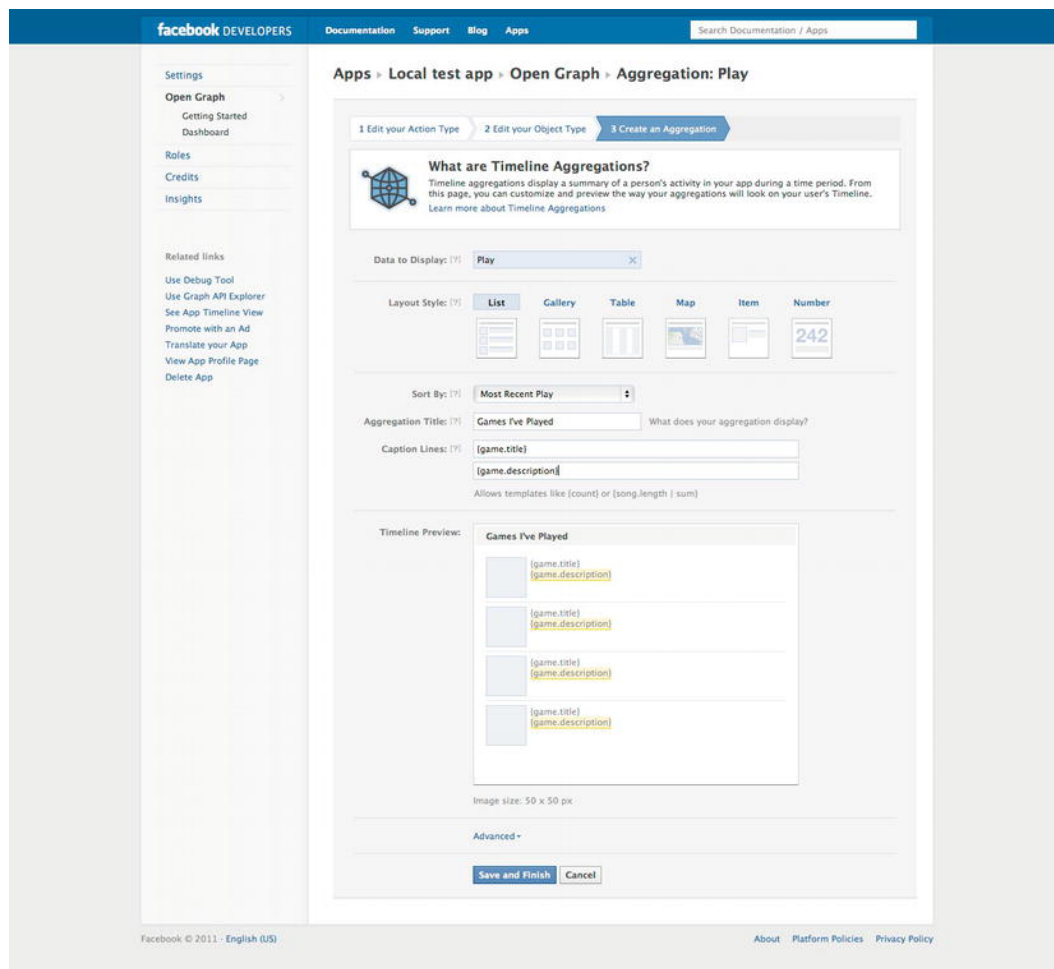 facebook DEVELOPERS
Documentation Support Blog Apps
Search Documentation / Apps
Settings
Open Graph
Getting Started
Dashboard
Roles
Credits
Insights
Related links
Use Debug Tool
Use Graph API Explorer
See App Timeline View
Promote with an Ad
Translate your App
View App Profile Page
Delete App
Apps ▸ Local test app ▸ Open Graph ▸ Aggregation: Play
1 Edit your Action Type 2 Edit your Object Type 3 Create an Aggregation
What are Timeline Aggregations?
Timeline aggregations display a summary of a person's activity in your app during a time period. From
this page, you can customize and preview the way your aggregations will look on your user's Timeline.
Learn more about Timeline Aggregations
Data to Display: [?] Play
Layout Style: [?] List Gallery Table Map Item Number
242
Sort By: [?] Most Recent Play
Aggregation Title: [?] Games I've Played What does your aggregation display?
Caption Lines: [?] {game.title}
{game.description}
Allows templates like {count} or {song.length | sum}
Timeline Preview:
Games I've Played
{game.title}
{game.description}
{game.title}
{game.description}
{game.title}
{game.description}
{game.title}
{game.description}
Image size: 50 x 50 px
Advanced
Save and Finish Cancel
Facebook © 2011 · English (US)
About Platform Policies Privacy Policy